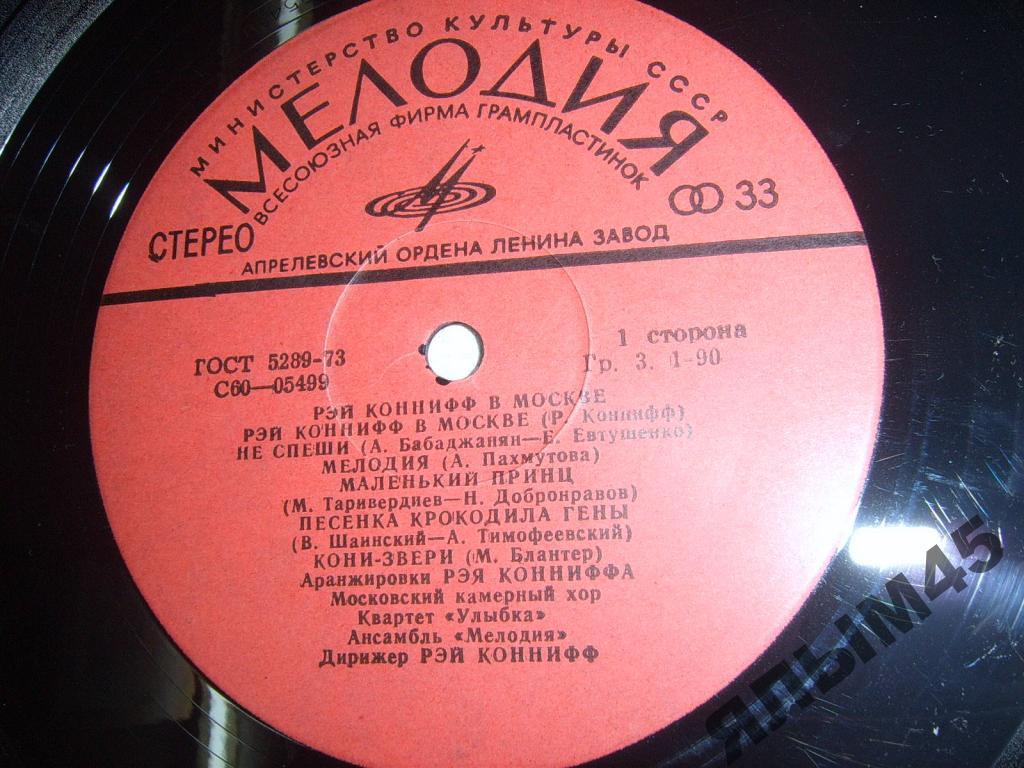 МИНИСТЕРСТВО КУЛЬТУРЫ СССР
МЕЛОДИЯ
ВСЕСОЮЗНАЯ ФИРМА ГРАМПЛАСТИНОК
СТЕРЕО
33
АПРЕЛЕВСКИЙ ОРДЕНА ЛЕНИНА ЗАВОД
ГОСТ 5289-73
1 сторона
С60—05499
Гр. 3. 1-90
РЭЙ КОННИФФ В МОСКВЕ
РЭЙ КОННИФФ В МОСКВЕ (Р. Коннифф)
НЕ СПЕШИ (А. Бабаджанян—Е. Евтушенко)
МЕЛОДИЯ (А. Пахмутова)
МАЛЕНЬКИЙ ПРИНЦ
(М. Таривердиев—Н. Добронравов)
ПЕСЕНКА КРОКОДИЛА ГЕНЫ
(В. Шаинский—А. Тимофеевский)
КОНИ-ЗВЕРИ (М. Блантер)
Аранжировки РЭЯ КОННИФФА
Московский камерный хор
Квартет «Улыбка»
Ансамбль «Мелодия»
Дирижер РЭЙ КОННИФФ
ЯЛЫМ45